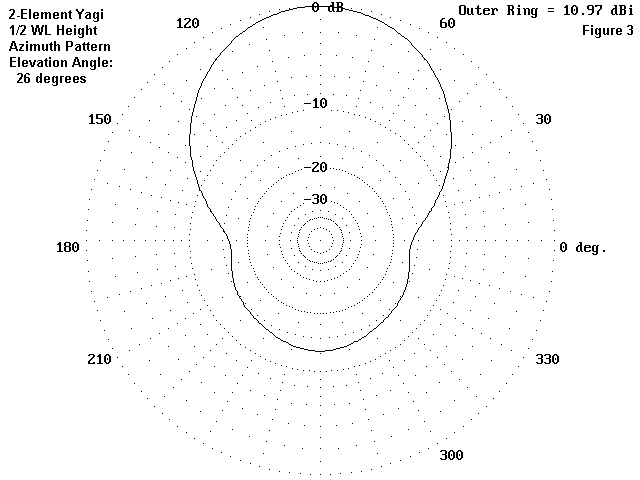 2-Element Yagi
1/2 WL Height
Azimuth Pattern
Elevation Angle:
26 degrees
0 dB
Outer Ring = 10.97 dBi
Figure 3
120
60
150
30
-10
-20
-30
180
0 deg.
210
330
300